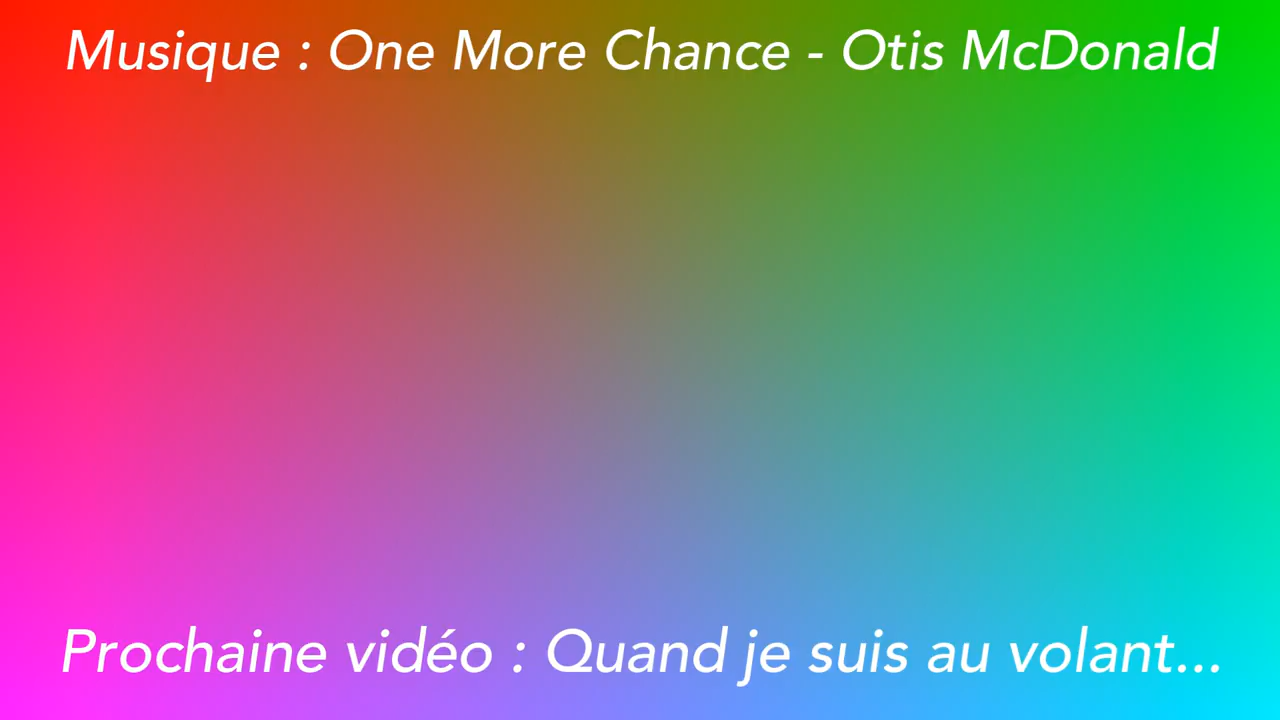 Musique : One More Chance - Otis McDonald
Prochaine vidéo : Quand je suis au volant...